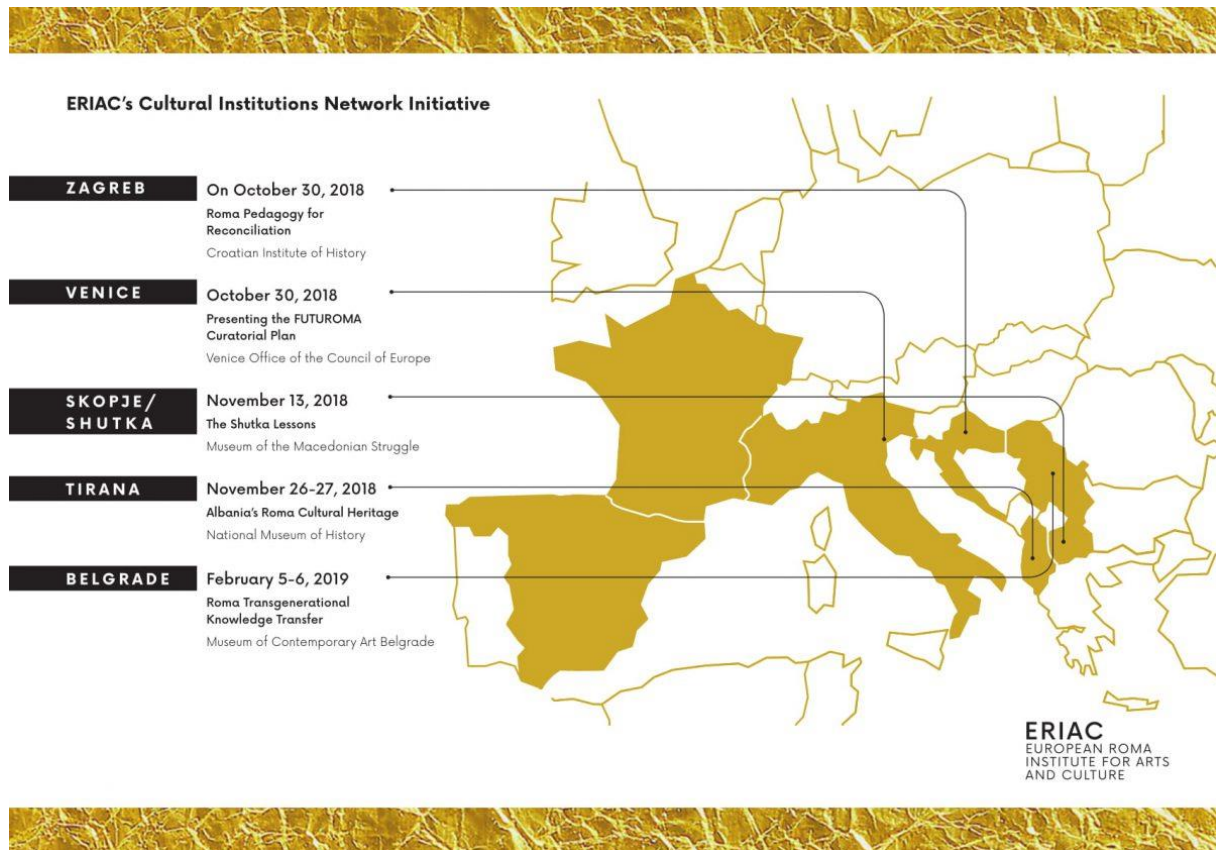 ERIAC's Cultural Institutions Network Initiative
ZAGREB
On October 30, 2018
Roma Pedagogy for
Reconciliation
Croatian Institute of History
VENICE
October 30, 2018
Presenting the FUTUROMA
Curatorial Plan
Venice Office of the Council of Europe
SKOPJE/
SHUTKA
November 13, 2018
The Shutka Lessons
Museum of the Macedonian Struggle
TIRANA
November 26-27, 2018
Albania's Roma Cultural Heritage
National Museum of History
BELGRADE
February 5-6, 2019
Roma Transgenerational
Knowledge Transfer
Museum of Contemporary Art Belgrade
ERIAC
EUROPEAN ROMA
INSTITUTE FOR ARTS
AND CULTURE